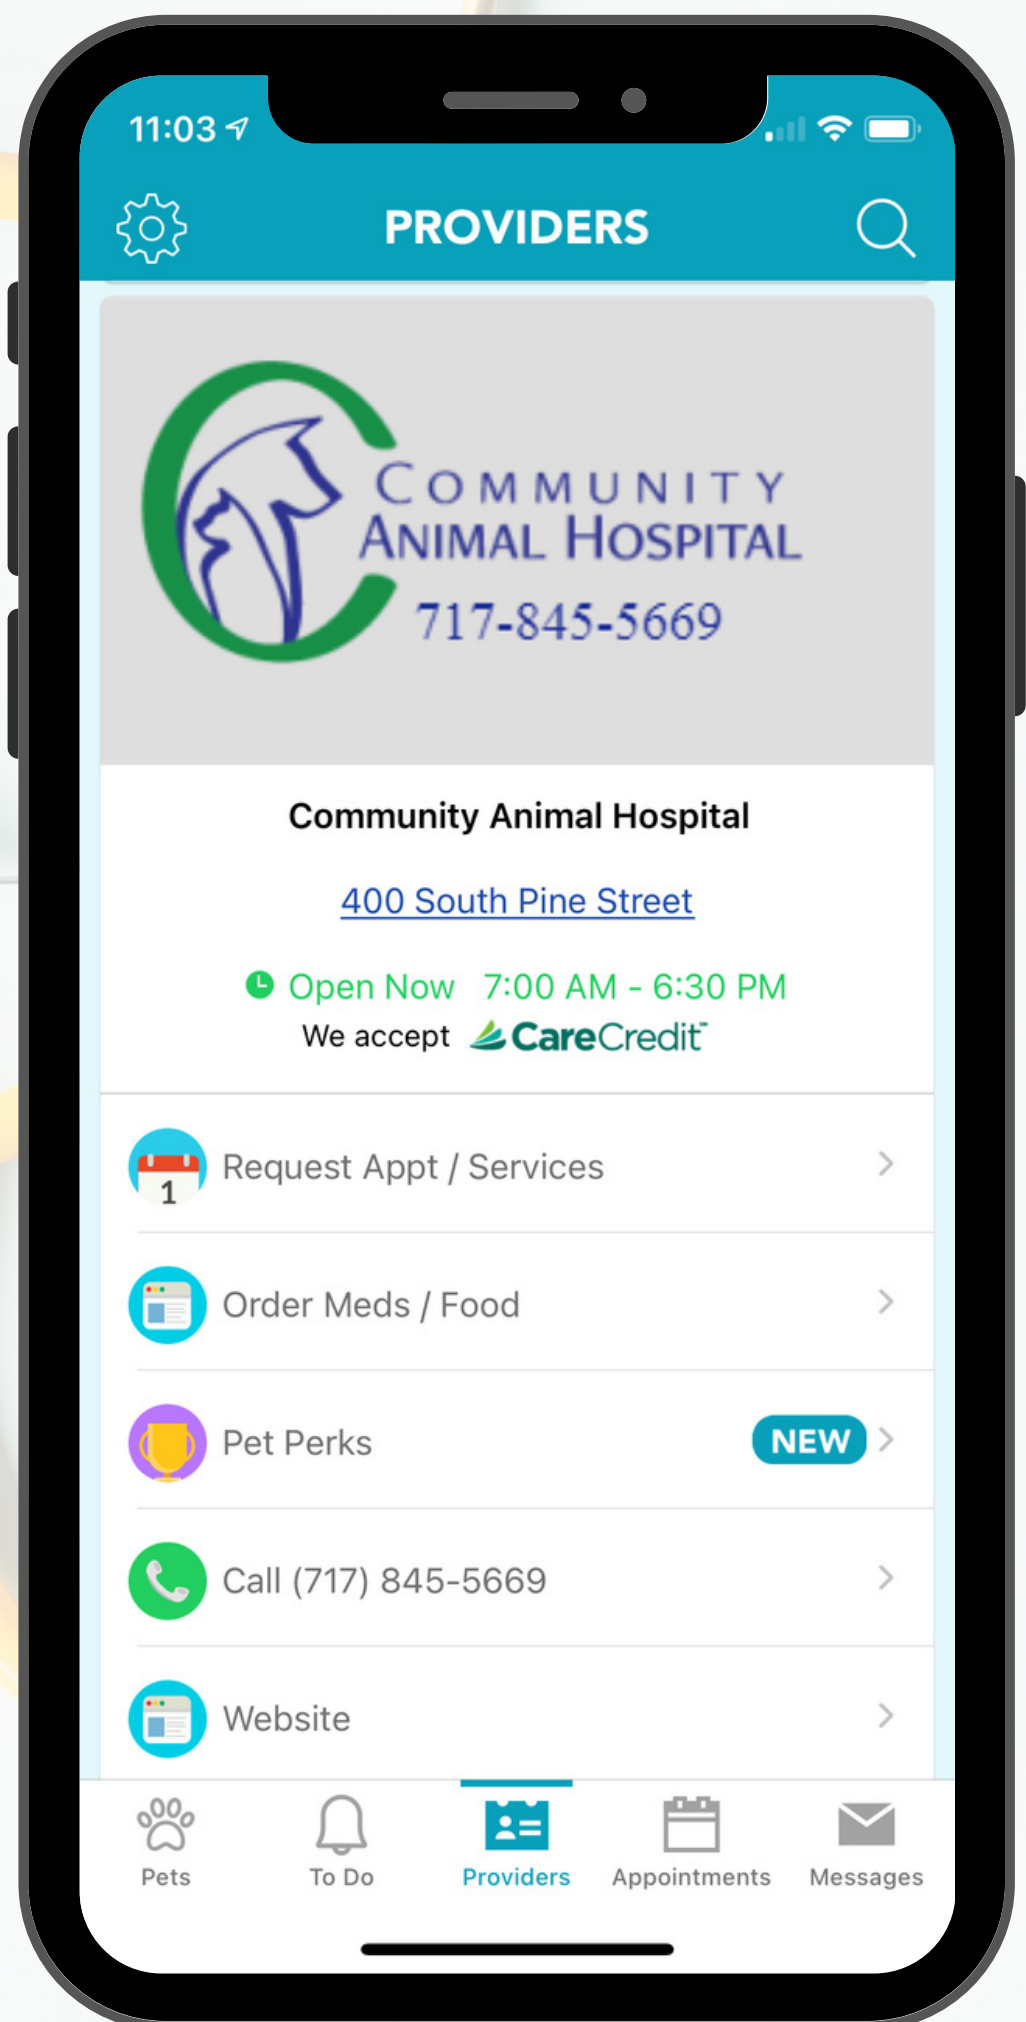 11:03
PROVIDERS
COMMUNITY
ANIMAL HOSPITAL
717-845-5669
Community Animal Hospital
400 South Pine Street
Open Now 7:00 AM - 6:30 PM
We accept CareCredit™
1 Request Appt / Services
Order Meds / Food
Pet Perks NEW
Call (717) 845-5669
Website
Pets To Do Providers Appointments Messages